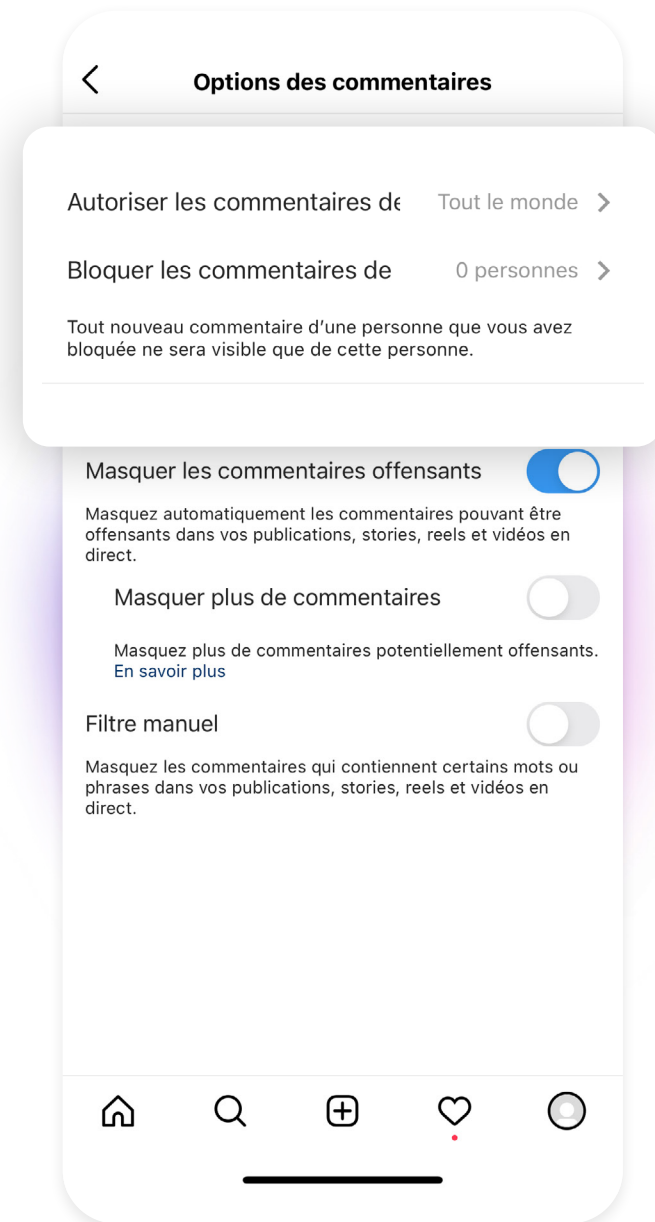 Options des commentaires
Autoriser les commentaires de Tout le monde
Bloquer les commentaires de 0 personnes
Tout nouveau commentaire d’une personne que vous avez
bloquée ne sera visible que de cette personne.
Masquer les commentaires offensants
Masquez automatiquement les commentaires pouvant être
offensants dans vos publications, stories, reels et vidéos en
direct.
Masquer plus de commentaires
Masquez plus de commentaires potentiellement offensants.
En savoir plus
Filtre manuel
Masquez les commentaires qui contiennent certains mots ou
phrases dans vos publications, stories, reels et vidéos en
direct.